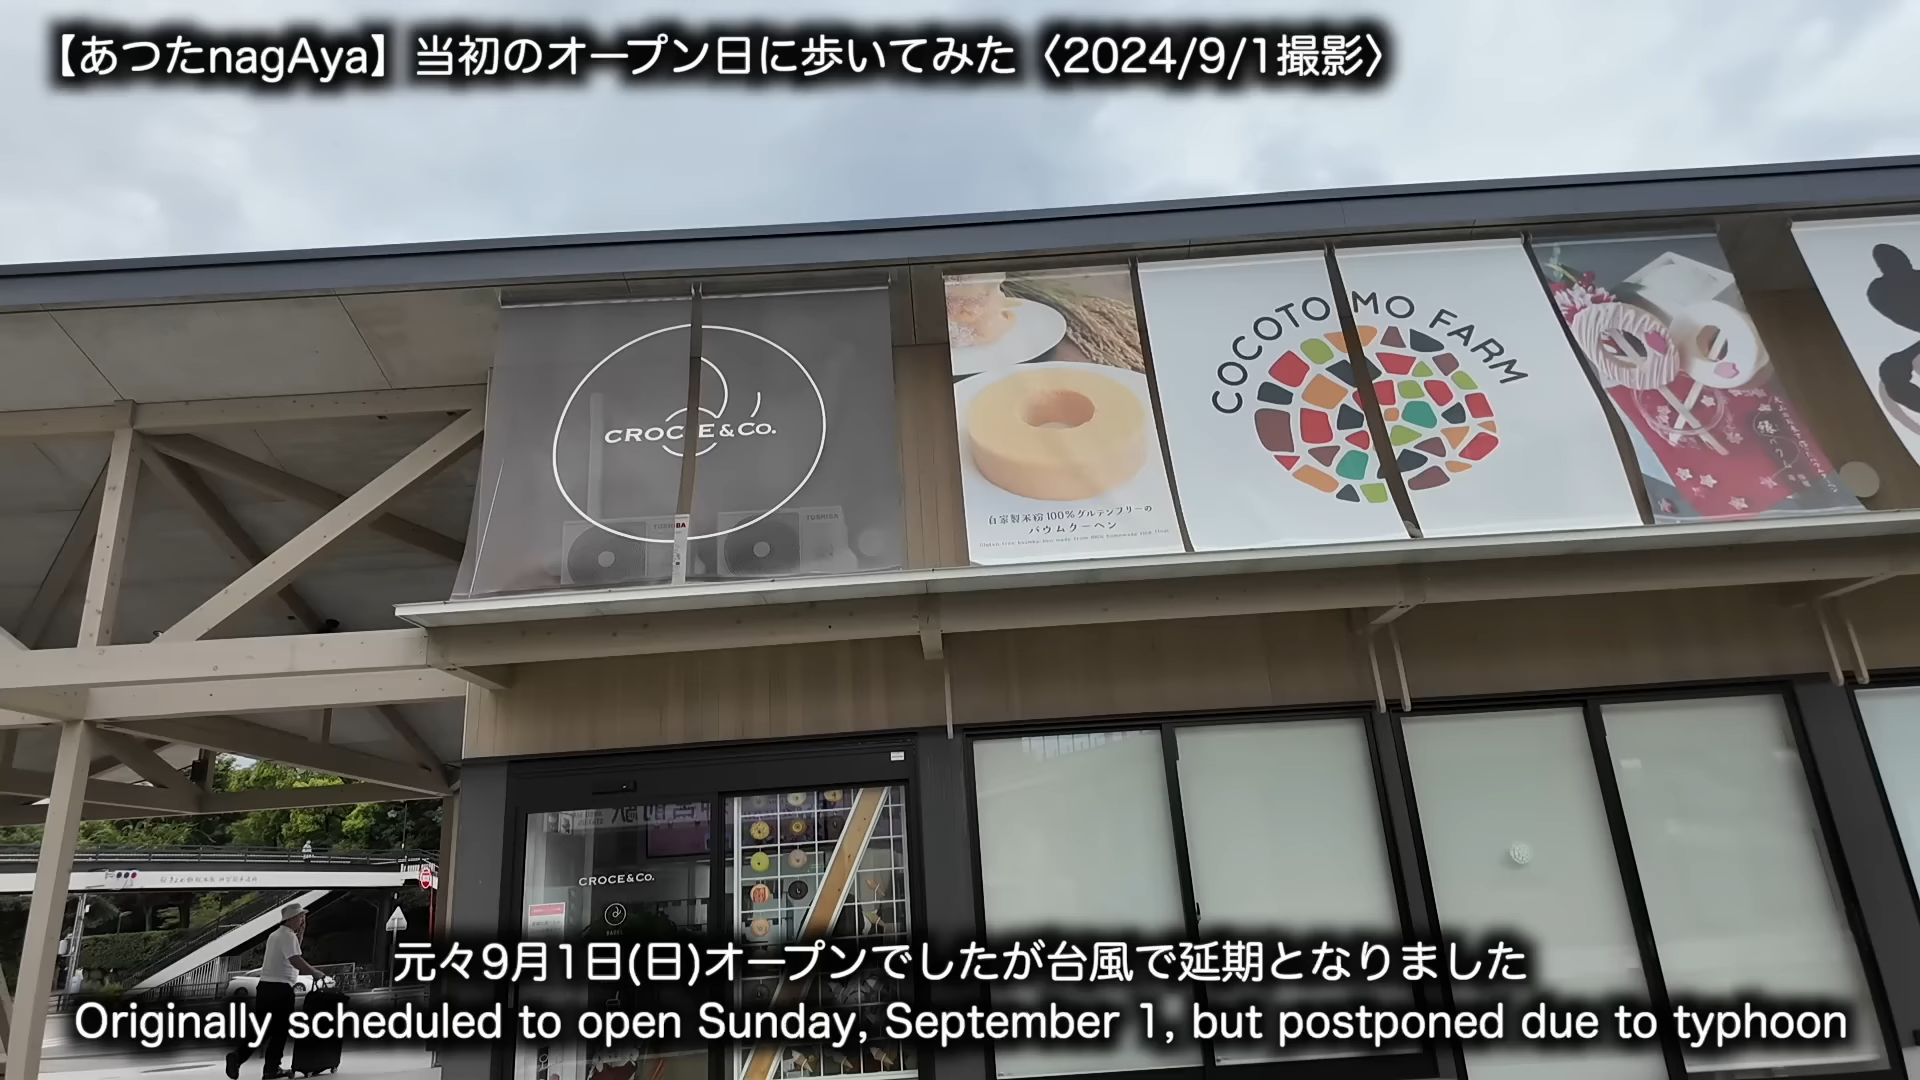 【あつたnagAya】当初のオープン日に歩いてみた〈2024/9/1撮影〉
CROCE&CO.
TOSHIBA
TOSHIBA
自家製米粉100%グルテンフリーの
バウムクーヘン
COCOTOMO FARM
CROCE&CO.
BAGEL
元々9月1日(日)オープンでしたが台風で延期となりました
Originally scheduled to open Sunday, September 1, but postponed due to typhoon